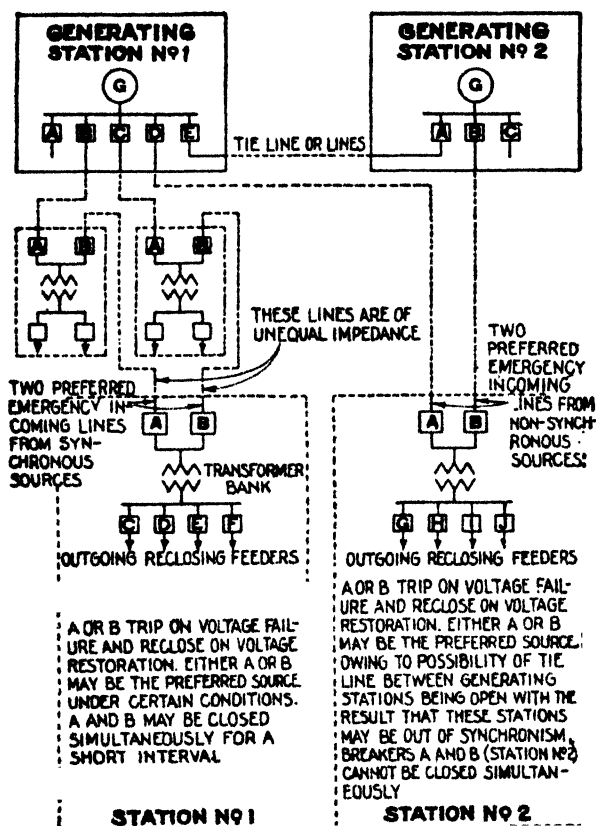 GENERATING
STATION Nº1
G
A B C D E
GENERATING
STATION Nº 2
G
A B C
TIE LINE OR LINES
A B
A B
THESE LINES ARE OF
UNEQUAL IMPEDANCE
TWO PREFERRED
EMERGENCY IN-
COMING LINES
FROM SYN-
CHRONOUS
SOURCES
A B
TRANSFORMER
BANK
C D E F
OUTGOING RECLOSING FEEDERS
TWO
PREFERRED
EMERGENCY
INCOMING
LINES FROM
NON-SYNCH-
RONOUS
SOURCES
A B
G H I J
OUTGOING RECLOSING FEEDERS
A OR B TRIP ON VOLTAGE FAIL-
URE AND RECLOSE ON VOLTAGE
RESTORATION. EITHER A OR B
MAY BE THE PREFERRED SOURCE
UNDER CERTAIN CONDITIONS.
A AND B MAY BE CLOSED
SIMULTANEOUSLY FOR A
SHORT INTERVAL
STATION Nº 1
A OR B TRIP ON VOLTAGE FAIL-
URE AND RECLOSE ON VOLTAGE
RESTORATION. EITHER A OR B
MAY BE THE PREFERRED SOURCE.
OWING TO POSSIBILITY OF TIE
LINE BETWEEN GENERATING
STATIONS BEING OPEN WITH THE
RESULT THAT THESE STATIONS
MAY BE OUT OF SYNCHRONISM,
BREAKERS A AND B (STATION Nº2)
CANNOT BE CLOSED SIMULTAN-
EOUSLY
STATION Nº 2